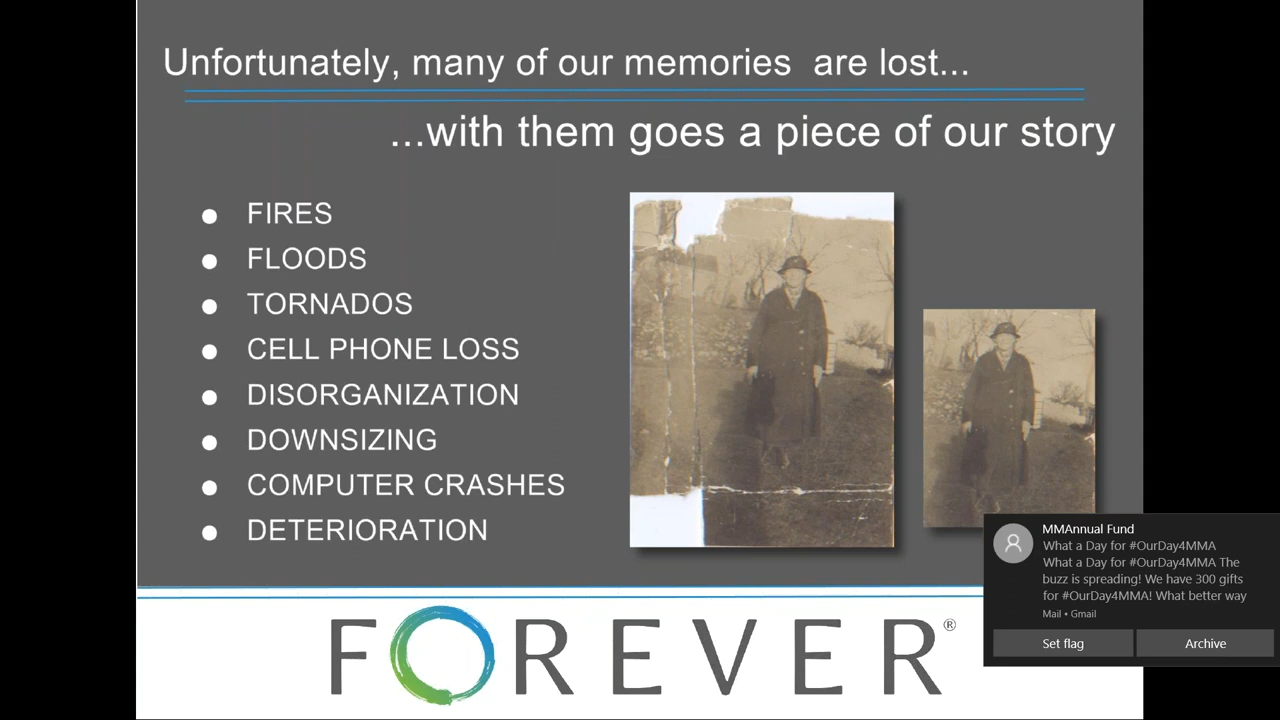 Unfortunately, many of our memories are lost...
...with them goes a piece of our story
● FIRES
● FLOODS
● TORNADOS
● CELL PHONE LOSS
● DISORGANIZATION
● DOWNSIZING
● COMPUTER CRASHES
● DETERIORATION
MMAnnual Fund
What a Day for #OurDay4MMA
What a Day for #OurDay4MMA The
buzz is spreading! We have 300 gifts
for #OurDay4MMA! What better way
Mail • Gmail
Set flag
Archive
FOREVER®